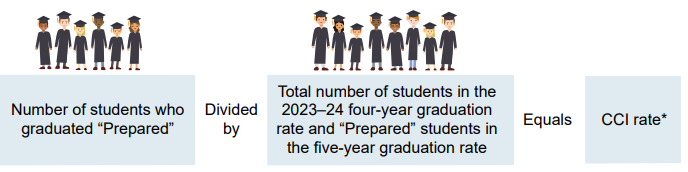 Number of students who
graduated “Prepared”
Divided
by
Total number of students in the
2023–24 four-year graduation
rate and “Prepared” students in
the five-year graduation rate
Equals
CCI rate*